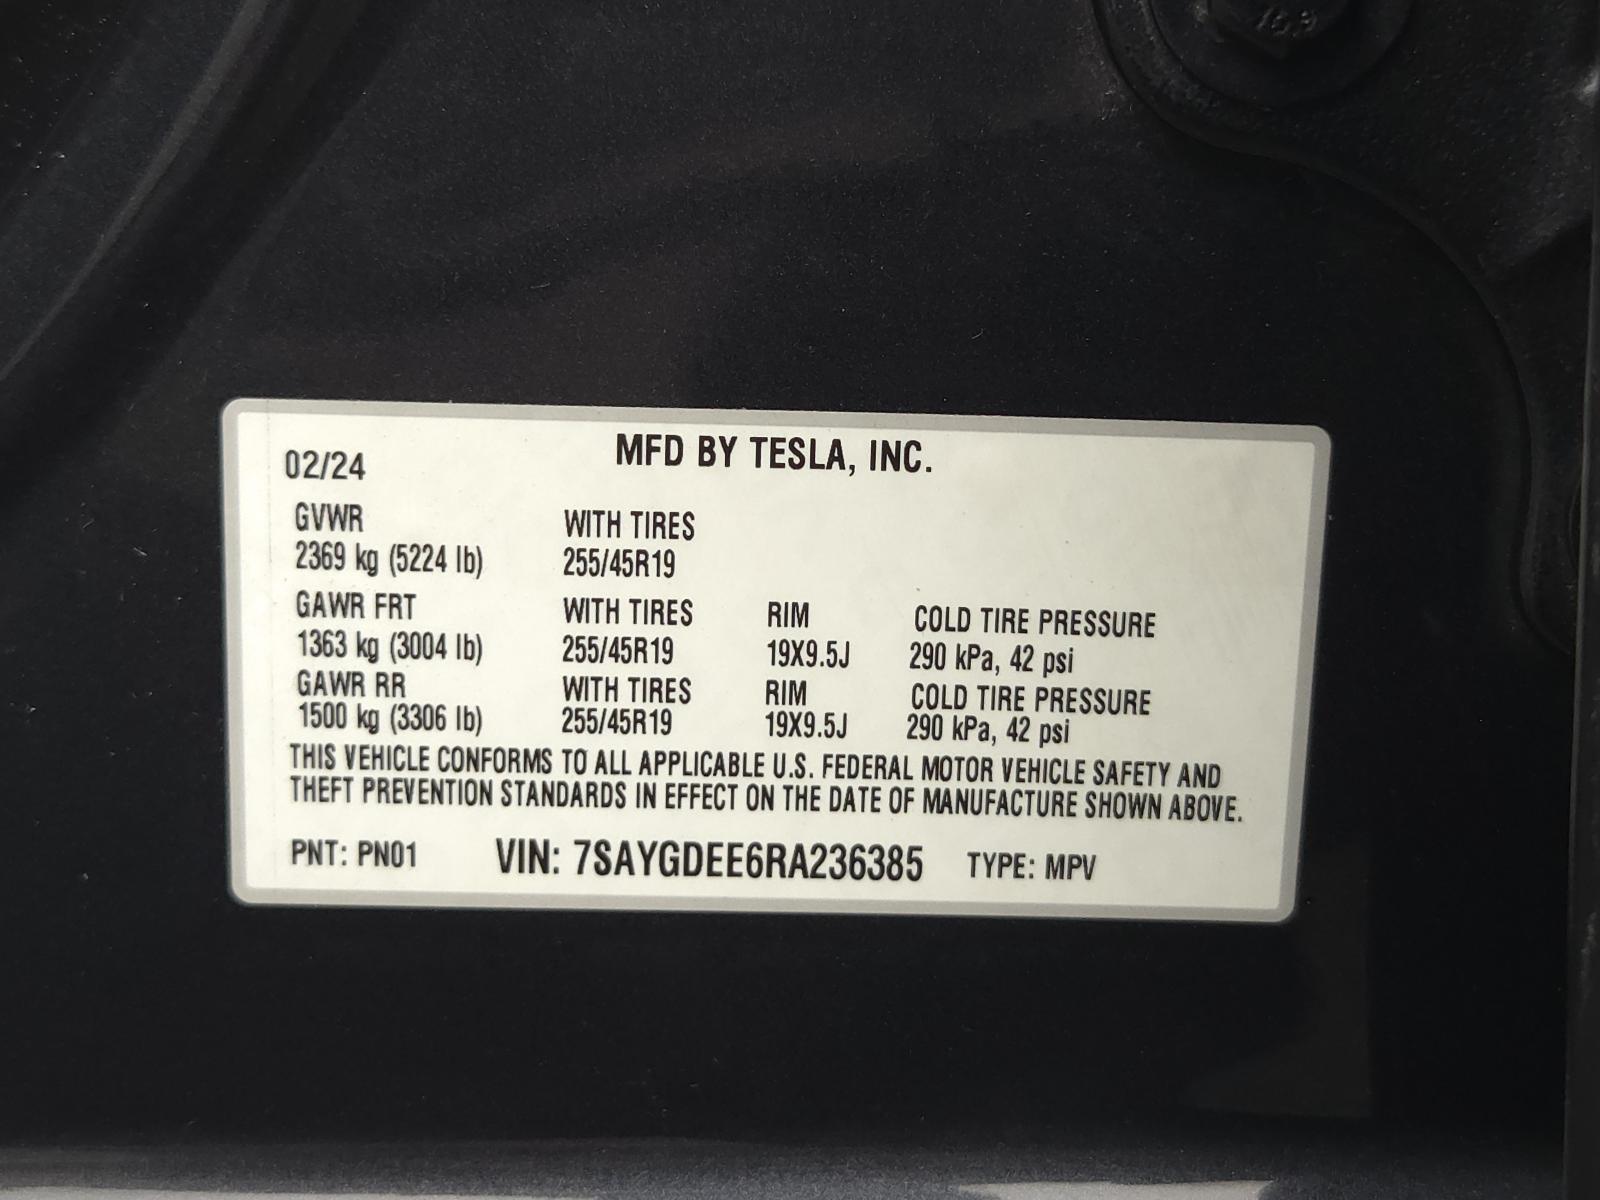 02/24 MFD BY TESLA, INC.
GVWR WITH TIRES
2369 kg (5224 lb) 255/45R19
GAWR FRT WITH TIRES RIM COLD TIRE PRESSURE
1363 kg (3004 lb) 255/45R19 19X9.5J 290 kPa, 42 psi
GAWR RR WITH TIRES RIM COLD TIRE PRESSURE
1500 kg (3306 lb) 255/45R19 19X9.5J 290 kPa, 42 psi
THIS VEHICLE CONFORMS TO ALL APPLICABLE U.S. FEDERAL MOTOR VEHICLE SAFETY AND
THEFT PREVENTION STANDARDS IN EFFECT ON THE DATE OF MANUFACTURE SHOWN ABOVE.
PNT: PN01 VIN: 7SAYGDEE6RA236385 TYPE: MPV